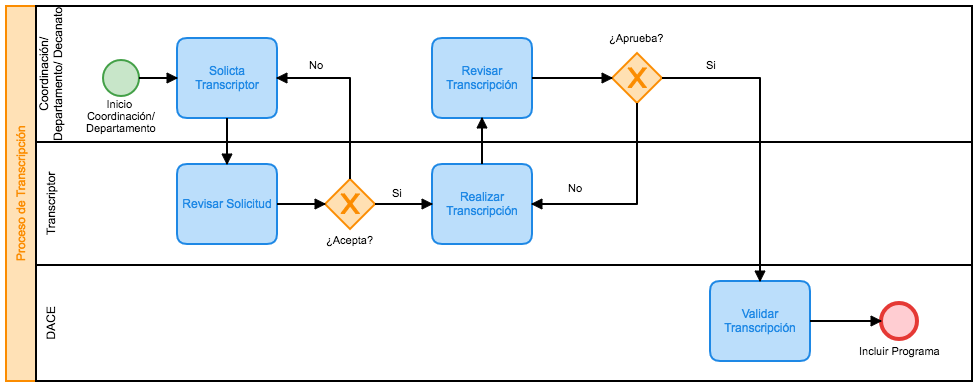 Proceso de Transcripción
Coordinación/
Departamento/ Decanato
Inicio
Coordinación/
Departamento
Solicta
Transcriptor
No
Revisar
Transcripción
¿Aprueba?
Si
Transcriptor
Revisar Solicitud
¿Acepta?
Si
Realizar
Transcripción
No
DACE
Validar
Transcripción
Incluir Programa